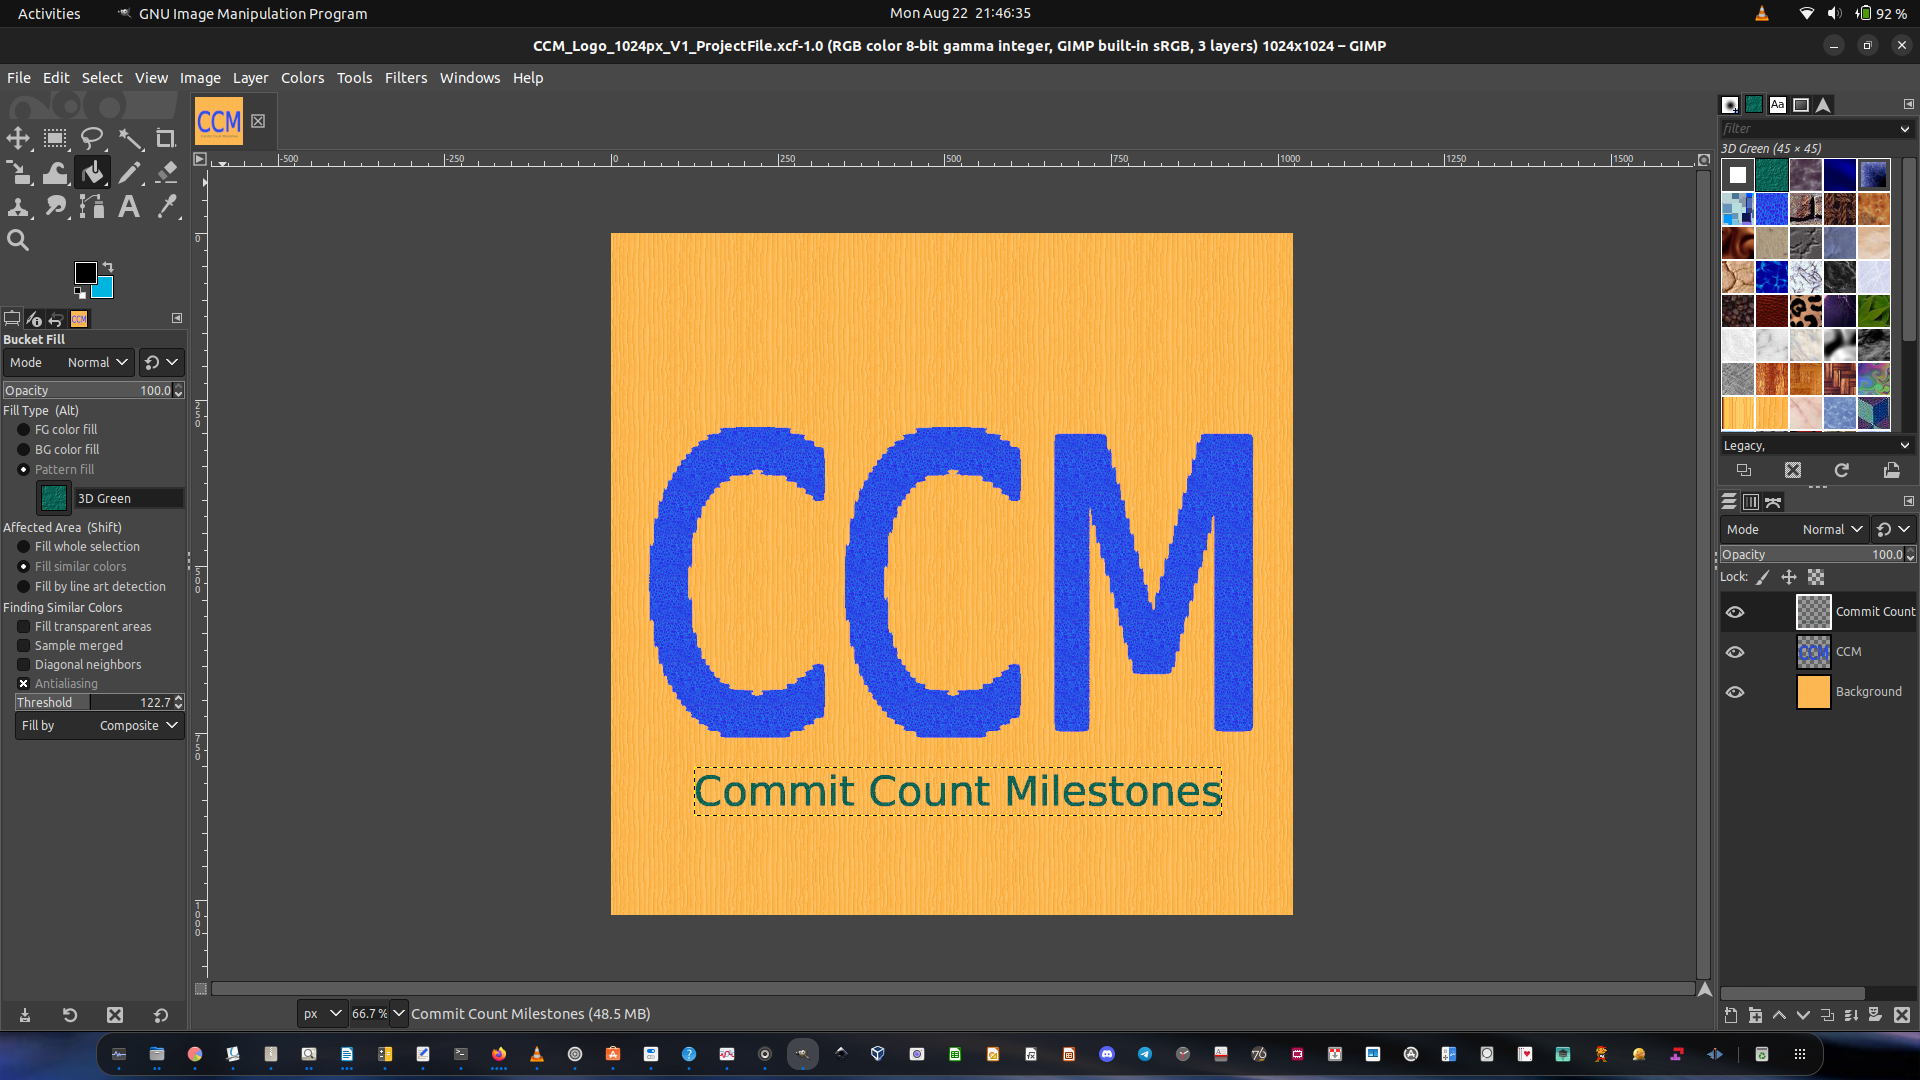 Activities
GNU Image Manipulation Program
Mon Aug 22 21:46:35
92 %
CCM_Logo_1024px_V1_ProjectFile.xcf-1.0 (RGB color 8-bit gamma integer, GIMP built-in sRGB, 3 layers) 1024x1024 – GIMP
File Edit Select View Image Layer Colors Tools Filters Windows Help
CCM
-500 -250 0 250 500 750 1000 1250 1500
0
250
500
750
1000
Bucket Fill
Mode Normal
Opacity 100.0
Fill Type (Alt)
FG color fill
BG color fill
Pattern fill
3D Green
Affected Area (Shift)
Fill whole selection
Fill similar colors
Fill by line art detection
Finding Similar Colors
Fill transparent areas
Sample merged
Diagonal neighbors
Antialiasing
Threshold 122.7
Fill by Composite
CCM
Commit Count Milestones
px 66.7 % Commit Count Milestones (48.5 MB)
Aa
filter
3D Green (45 × 45)
Legacy,
Mode Normal
Opacity 100.0
Lock:
Commit Count
CCM
Background